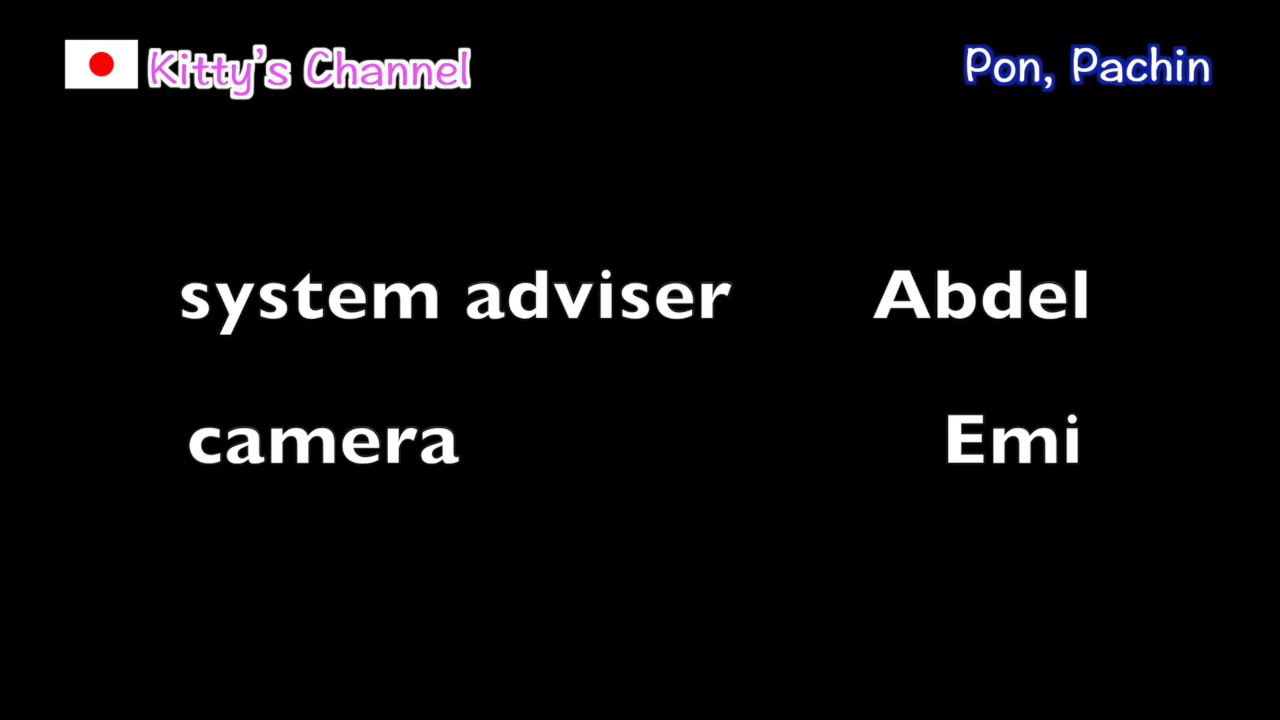 Kitty's Channel
Pon, Pachin
system adviser Abdel
camera Emi